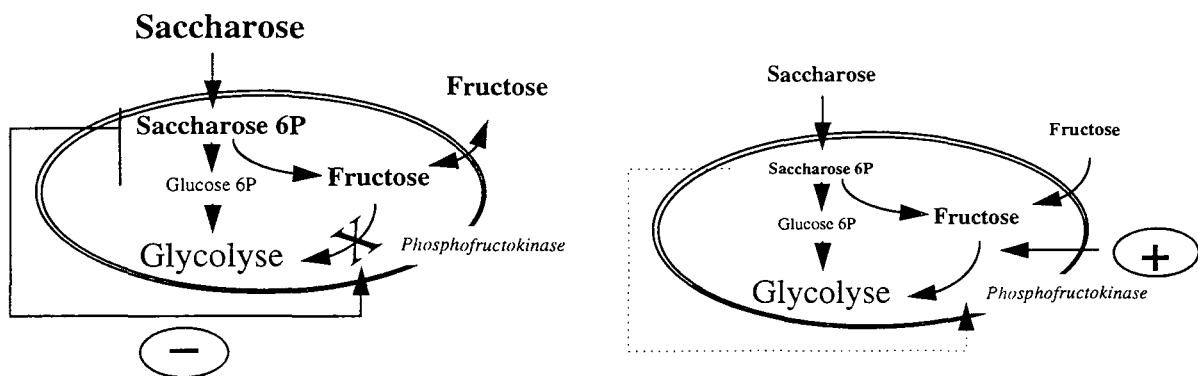 Saccharose
Fructose
Saccharose 6P
Glucose 6P
Fructose
Glycolyse
Phosphofructokinase
−
Saccharose
Fructose
Saccharose 6P
Glucose 6P
Fructose
+
Glycolyse
Phosphofructokinase